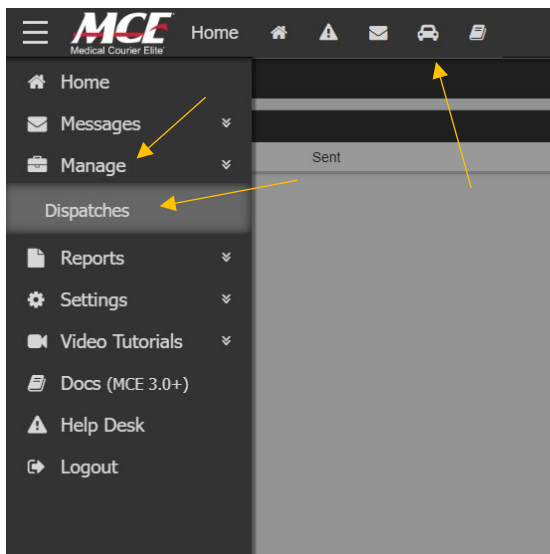 MCE Home
Medical Courier Elite
Home
Messages
Manage
Sent
Dispatches
Reports
Settings
Video Tutorials
Docs (MCE 3.0+)
Help Desk
Logout